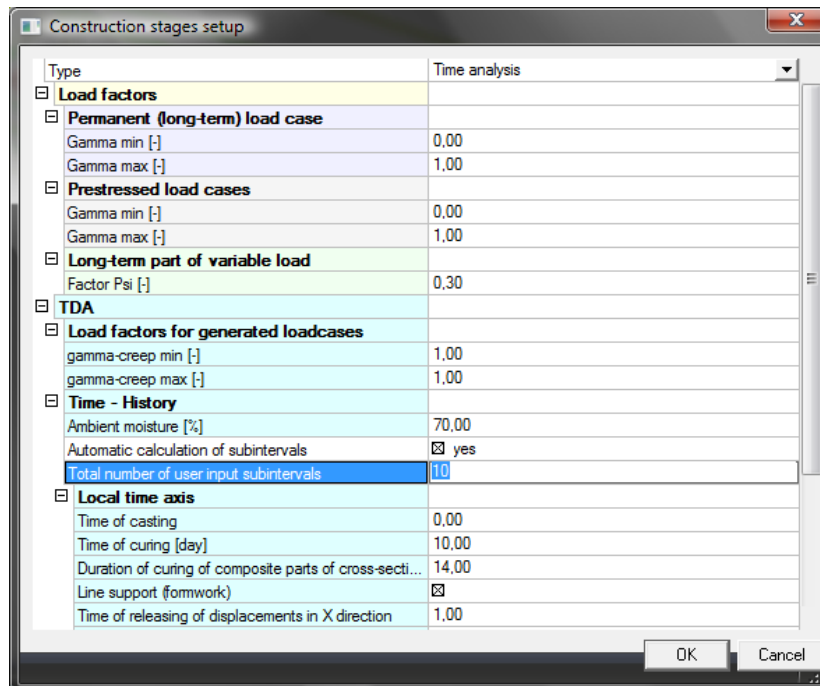 Construction stages setup
Type Time analysis
Load factors
Permanent (long-term) load case
Gamma min [-] 0,00
Gamma max [-] 1,00
Prestressed load cases
Gamma min [-] 0,00
Gamma max [-] 1,00
Long-term part of variable load
Factor Psi [-] 0,30
TDA
Load factors for generated loadcases
gamma-creep min [-] 1,00
gamma-creep max [-] 1,00
Time - History
Ambient moisture [%] 70,00
Automatic calculation of subintervals yes
Total number of user input subintervals 10
Local time axis
Time of casting 0,00
Time of curing [day] 10,00
Duration of curing of composite parts of cross-secti... 14,00
Line support (formwork)
Time of releasing of displacements in X direction 1,00
OK Cancel